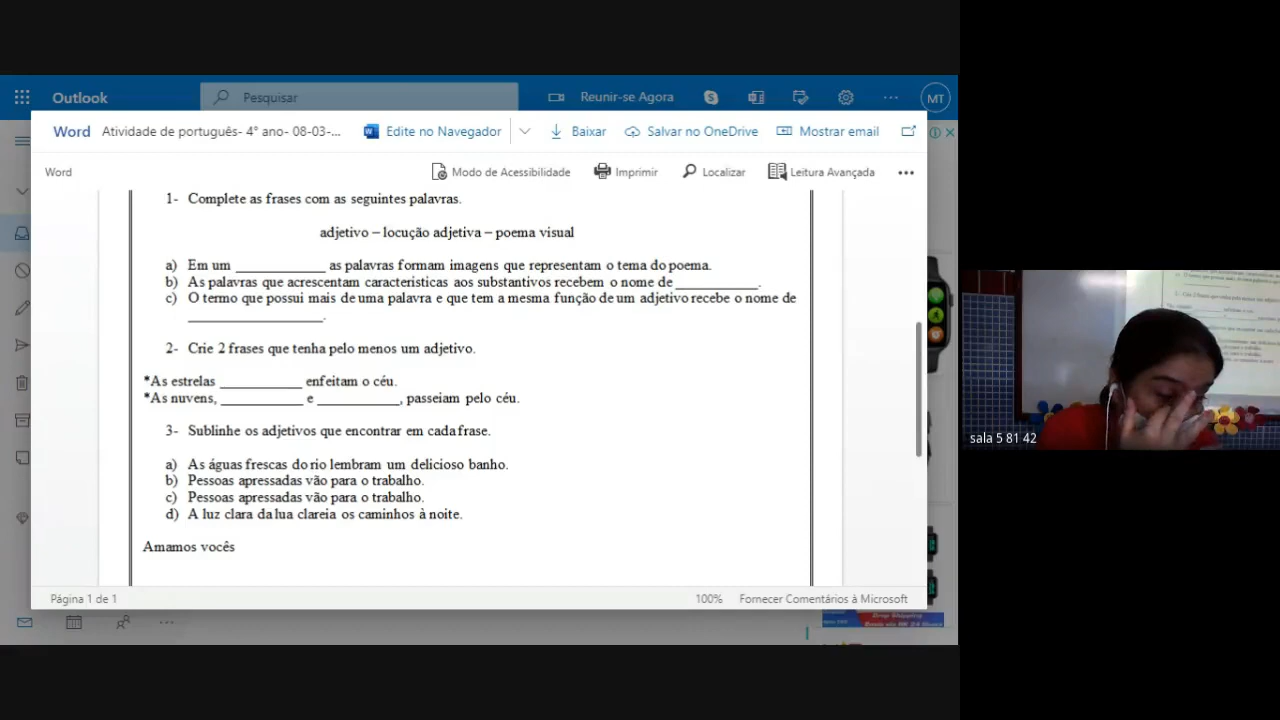 Outlook
Pesquisar
Reunir-se Agora
MT
Word
Atividade de português- 4° ano- 08-03-...
Edite no Navegador
Baixar
Salvar no OneDrive
Mostrar email
Word
Modo de Acessibilidade
Imprimir
Localizar
Leitura Avançada
1- Complete as frases com as seguintes palavras.
adjetivo – locução adjetiva – poema visual
a) Em um ____________ as palavras formam imagens que representam o tema do poema.
b) As palavras que acrescentam caracteristicas aos substantivos recebem o nome de ___________.
c) O termo que possui mais de uma palavra e que tem a mesma função de um adjetivo recebe o nome de
__________________.
2- Crie 2 frases que tenha pelo menos um adjetivo.
*As estrelas ___________ enfeitam o céu.
*As nuvens, ___________ e ___________, passeiam pelo céu.
3- Sublinhe os adjetivos que encontrar em cada frase.
a) As águas frescas do rio lembram um delicioso banho.
b) Pessoas apressadas vão para o trabalho.
c) Pessoas apressadas vão para o trabalho.
d) A luz clara da lua clareia os caminhos à noite.
Amamos vocês
Página 1 de 1
100%
Fornecer Comentários à Microsoft
sala 5 81 42